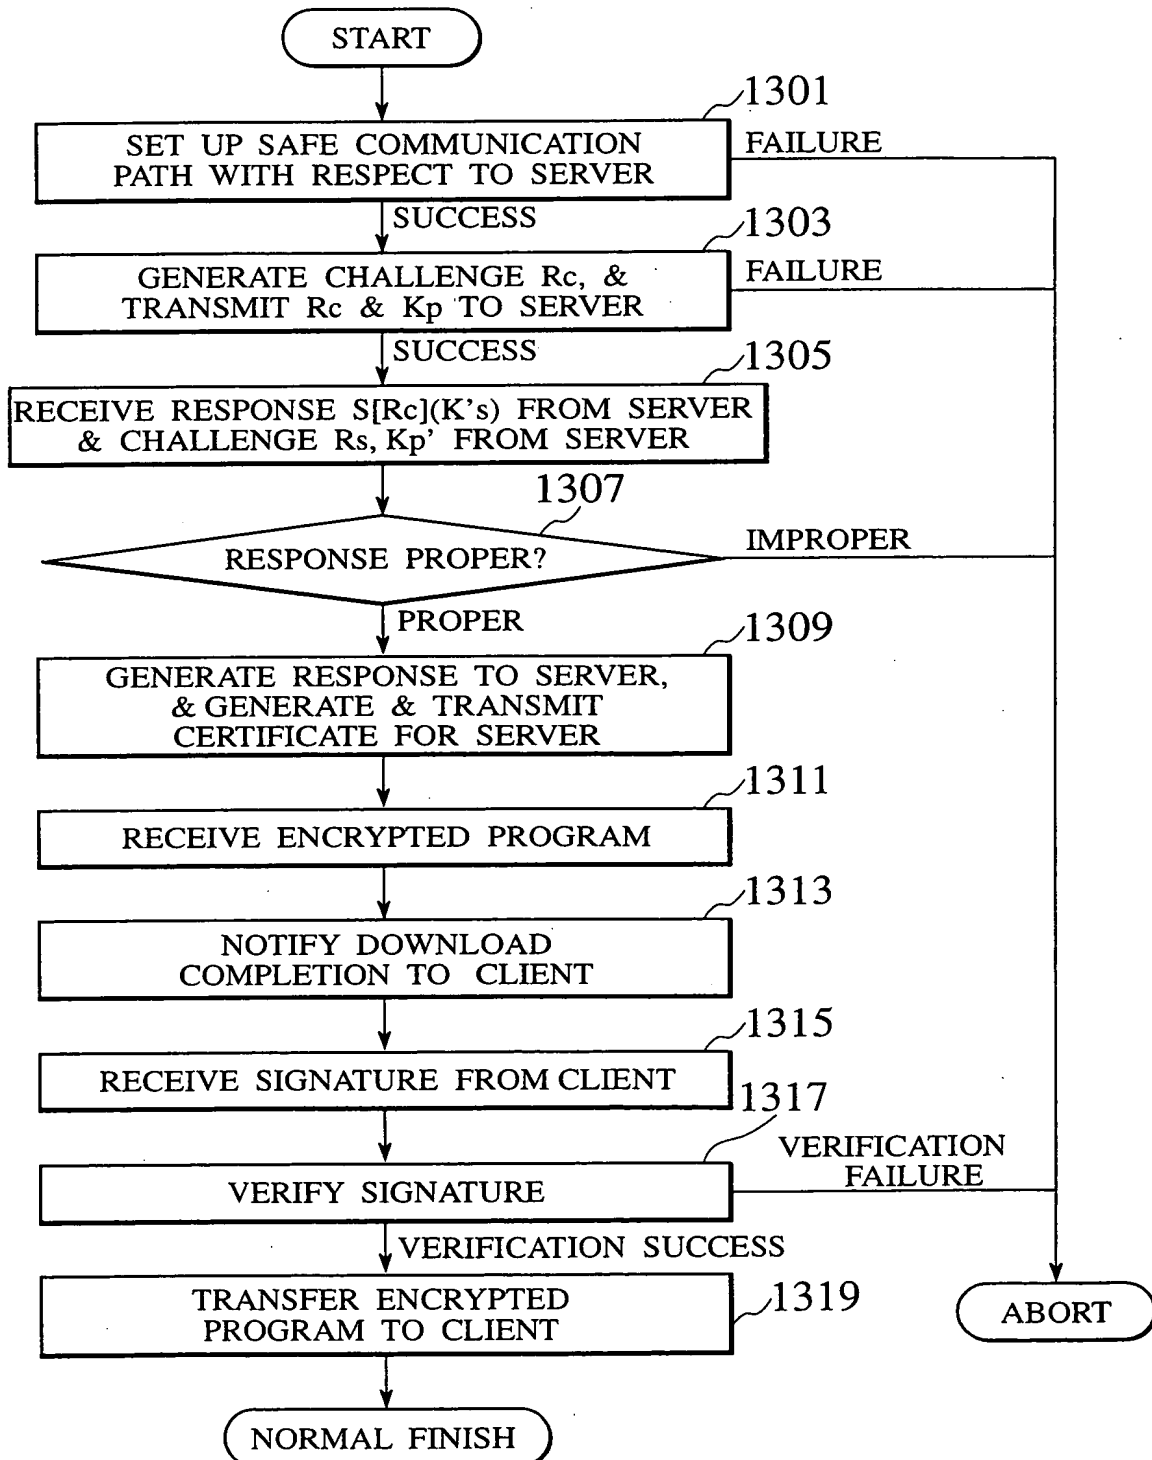 START
1301
SET UP SAFE COMMUNICATION
PATH WITH RESPECT TO SERVER
FAILURE
SUCCESS
1303
GENERATE CHALLENGE Rc, &
TRANSMIT Rc & Kp TO SERVER
FAILURE
SUCCESS
1305
RECEIVE RESPONSE S[Rc](K's) FROM SERVER
& CHALLENGE Rs, Kp' FROM SERVER
1307
RESPONSE PROPER?
IMPROPER
PROPER
1309
GENERATE RESPONSE TO SERVER,
& GENERATE & TRANSMIT
CERTIFICATE FOR SERVER
1311
RECEIVE ENCRYPTED PROGRAM
1313
NOTIFY DOWNLOAD
COMPLETION TO CLIENT
1315
RECEIVE SIGNATURE FROM CLIENT
1317
VERIFY SIGNATURE
VERIFICATION
FAILURE
VERIFICATION SUCCESS
TRANSFER ENCRYPTED
PROGRAM TO CLIENT
1319
ABORT
NORMAL FINISH